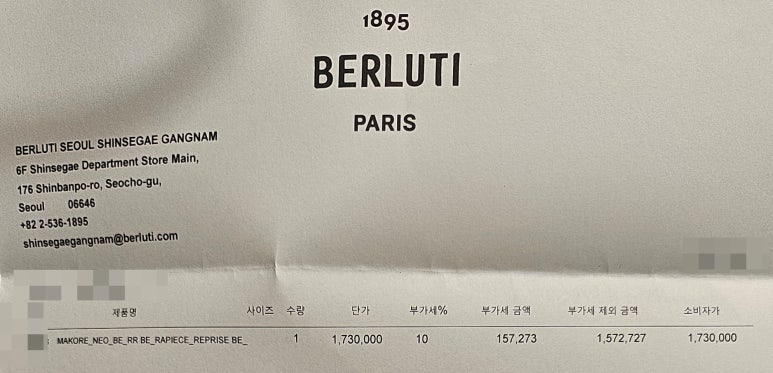 1895
BERLUTI
PARIS
BERLUTI SEOUL SHINSEGAE GANGNAM
6F Shinsegae Department Store Main,
176 Shinbanpo-ro, Seocho-gu,
Seoul 06646
+82 2-536-1895
shinsegaegangnam@berluti.com
제품명 사이즈 수량 단가 부가세% 부가세 금액 부가세 제외 금액 소비자가
: MAKORE_NEO_BE_RR BE_RAPIECE_REPRISE BE_ 1 1,730,000 10 157,273 1,572,727 1,730,000